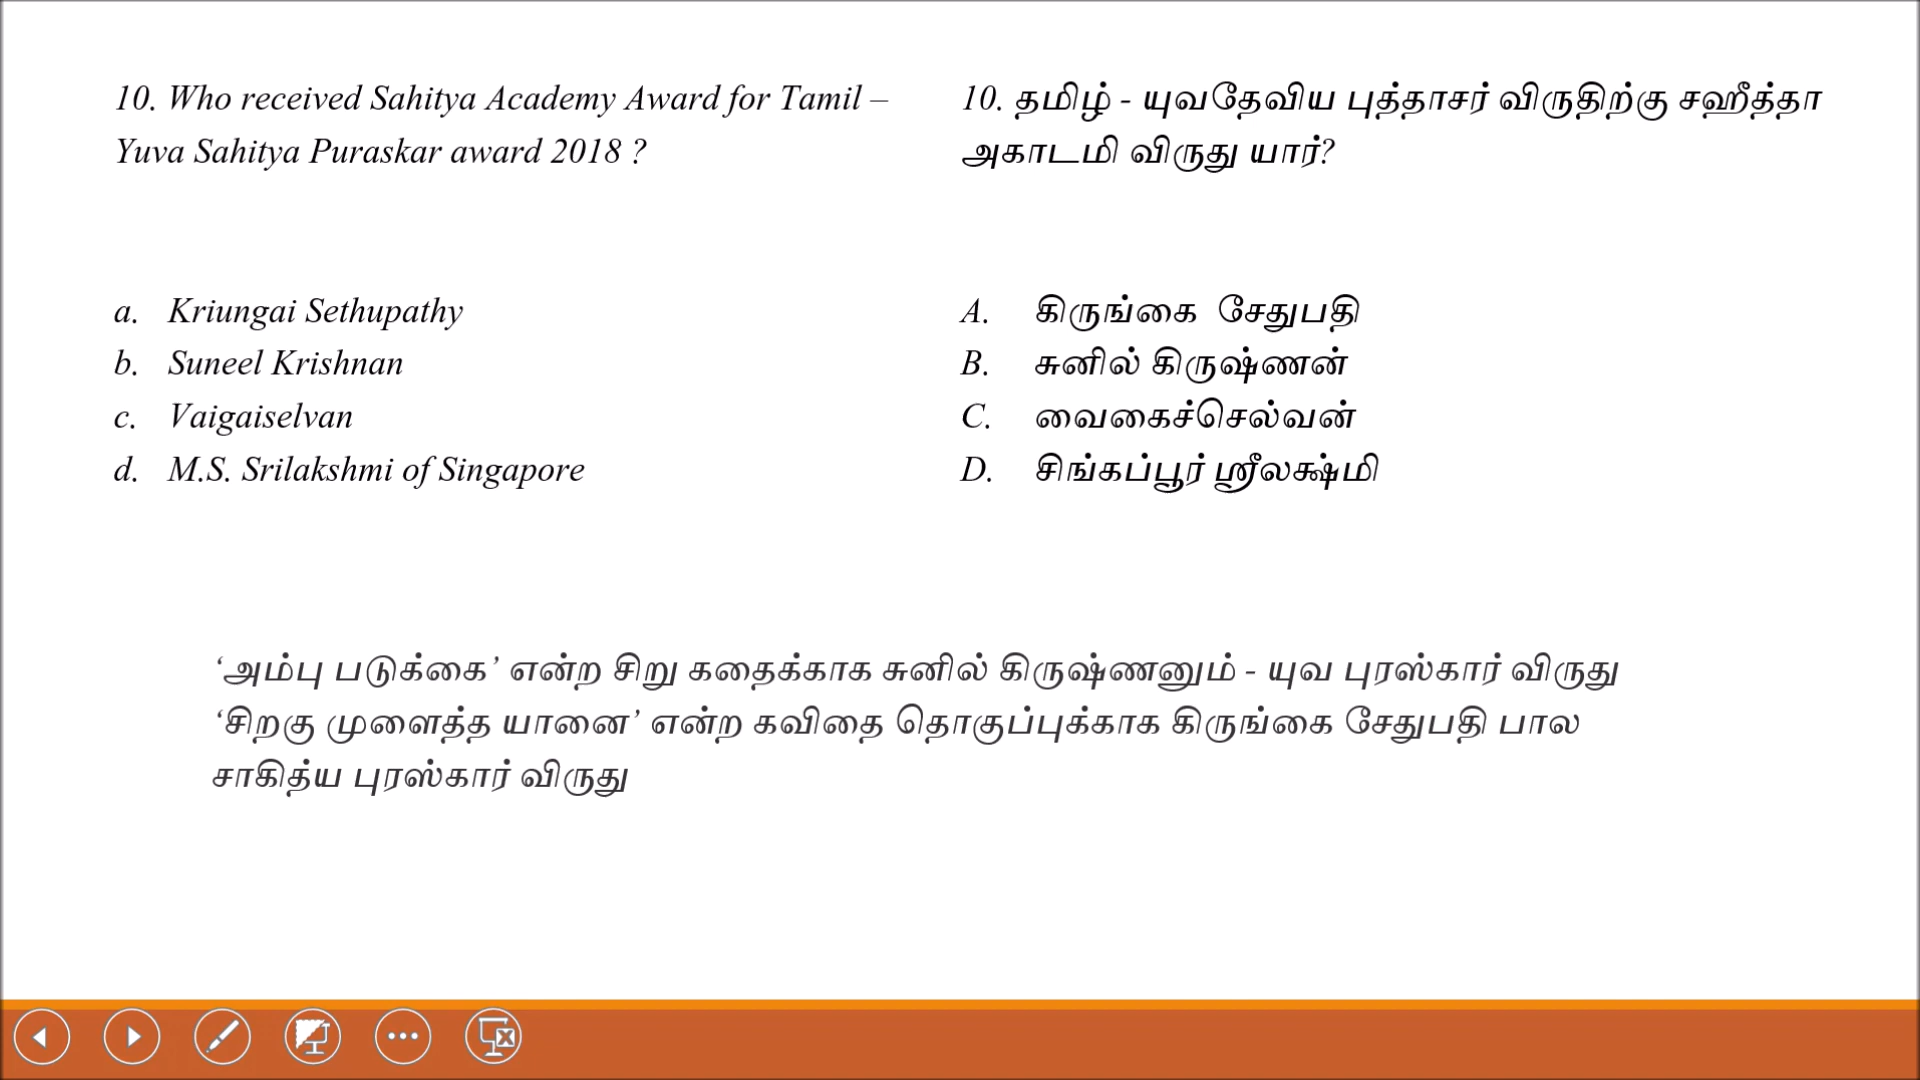 10. Who received Sahitya Academy Award for Tamil –
Yuva Sahitya Puraskar award 2018 ?
a. Kriungai Sethupathy
b. Suneel Krishnan
c. Vaigaiselvan
d. M.S. Srilakshmi of Singapore
10. தமிழ் - யுவதேவிய புத்தாசர் விருதிற்கு சஹீத்தா
அகாடமி விருது யார்?
A. கிருங்கை சேதுபதி
B. சுனில் கிருஷ்ணன்
C. வைகைச்செல்வன்
D. சிங்கப்பூர் ஸ்ரீலக்ஷ்மி
‘அம்பு படுக்கை’ என்ற சிறு கதைக்காக சுனில் கிருஷ்ணனும் - யுவ புரஸ்கார் விருது
‘சிறகு முளைத்த யானை’ என்ற கவிதை தொகுப்புக்காக கிருங்கை சேதுபதி பால
சாகித்ய புரஸ்கார் விருது